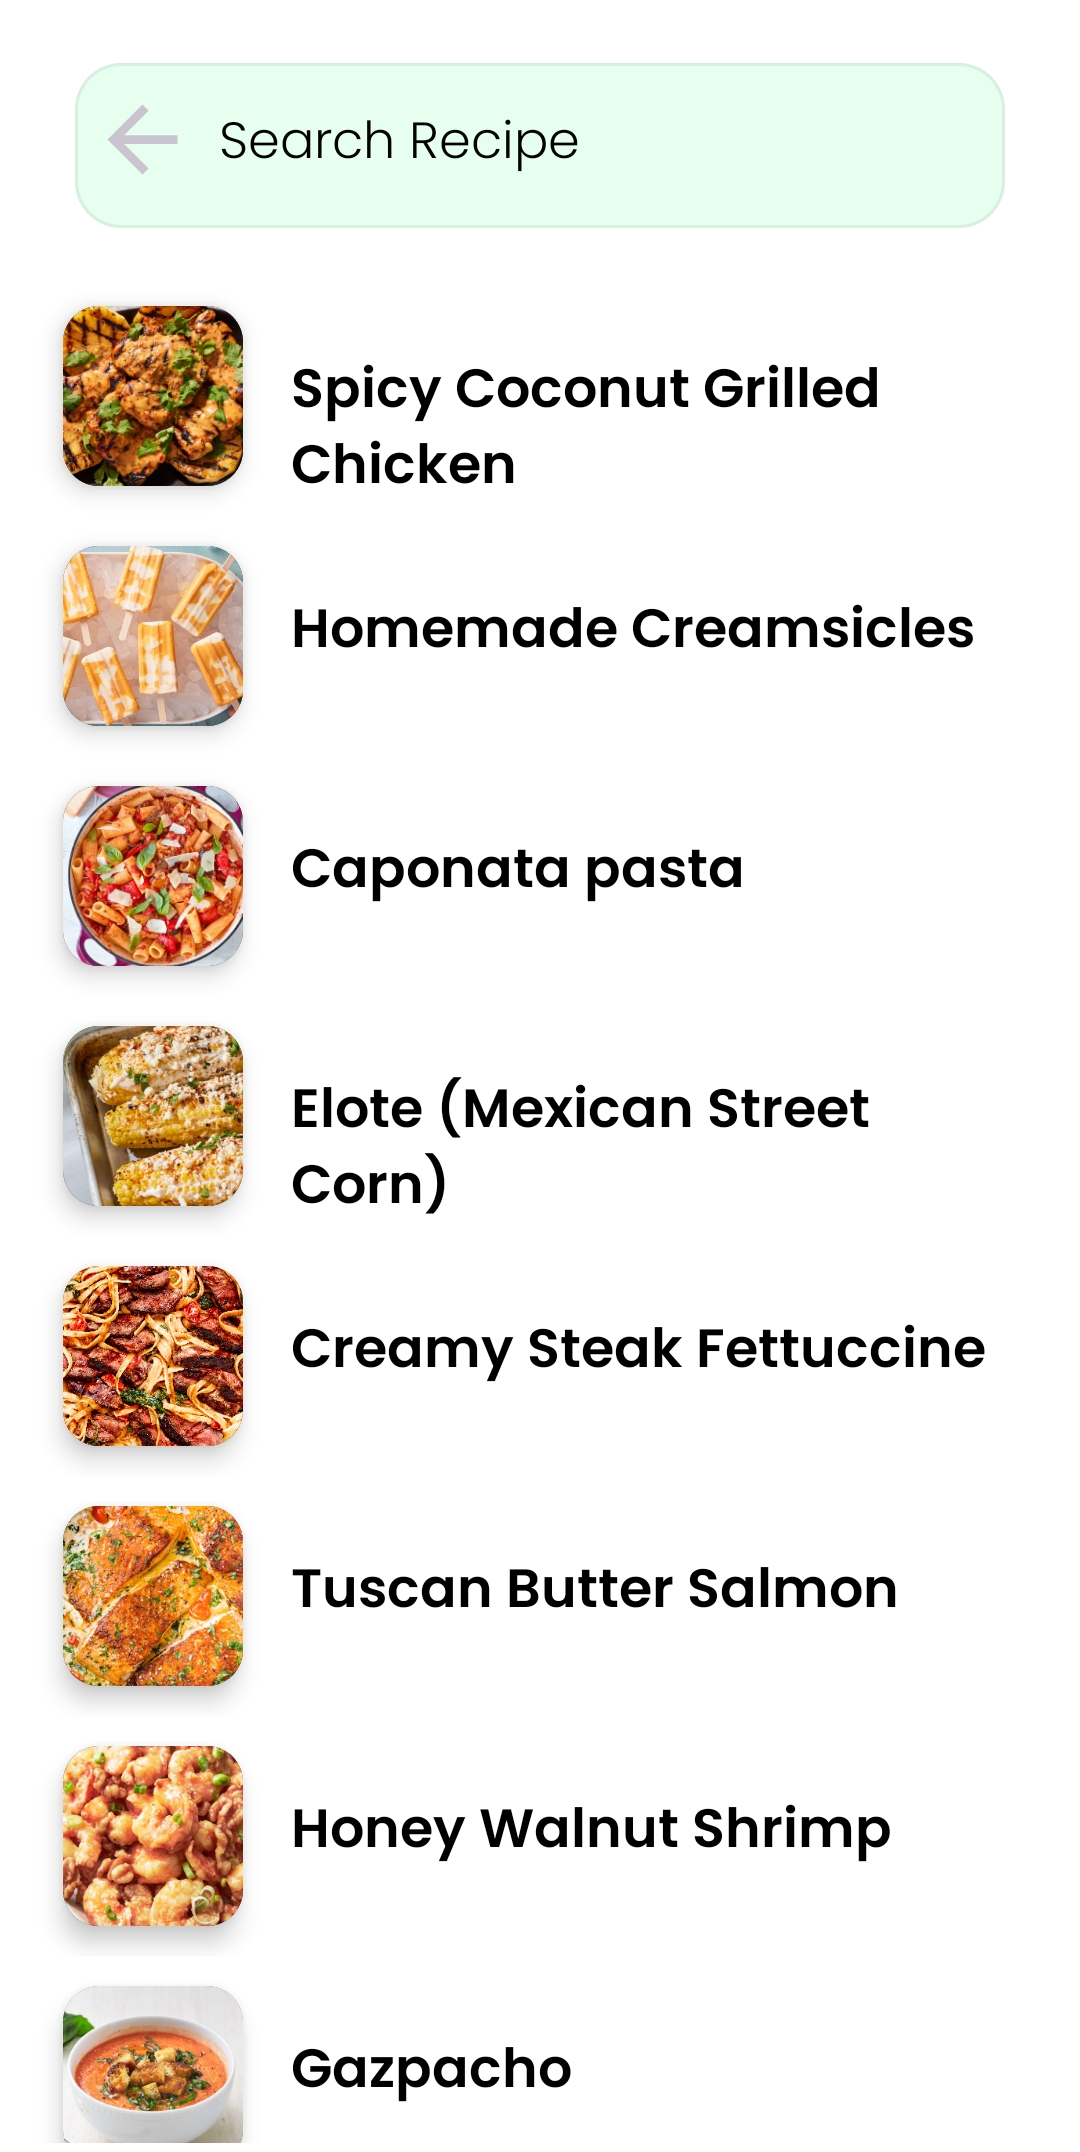 Search Recipe
Spicy Coconut Grilled
Chicken
Homemade Creamsicles
Caponata pasta
Elote (Mexican Street
Corn)
Creamy Steak Fettuccine
Tuscan Butter Salmon
Honey Walnut Shrimp
Gazpacho